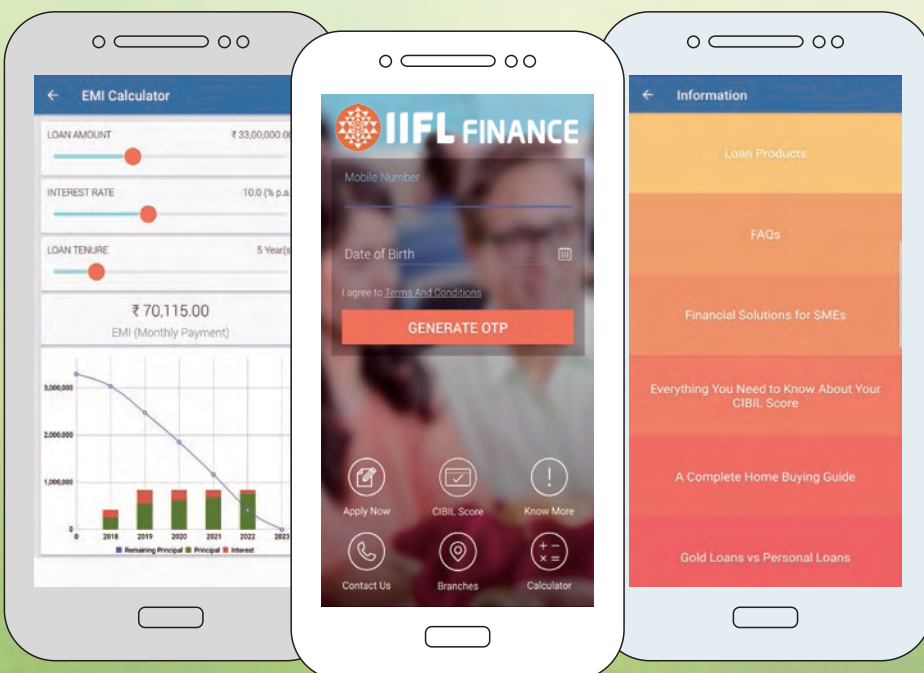 EMI Calculator
LOAN AMOUNT ₹ 33,00,000.00
INTEREST RATE 10.0 (% p.a.
LOAN TENURE 5 Year(s
₹ 70,115.00
EMI (Monthly Payment)
3,000,000
2,000,000
1,000,000
0
0 2018 2019 2020 2021 2022 2023
Remaining Principal Principal Interest
IIFL FINANCE
Mobile Number
Date of Birth
I agree to Terms And Conditions
GENERATE OTP
Apply Now CIBIL Score Know More
Contact Us Branches Calculator
Information
Loan Products
FAQs
Financial Solutions for SMEs
Everything You Need to Know About Your
CIBIL Score
A Complete Home Buying Guide
Gold Loans vs Personal Loans